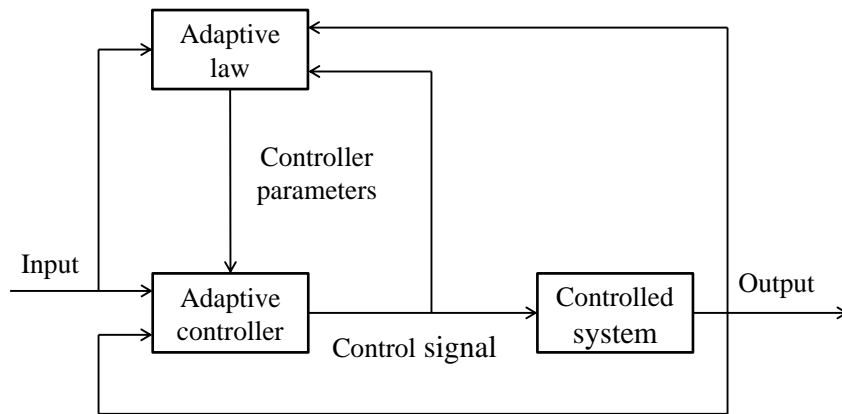 Adaptive
law
Controller
parameters
Input
Adaptive
controller
Control signal
Controlled
system
Output